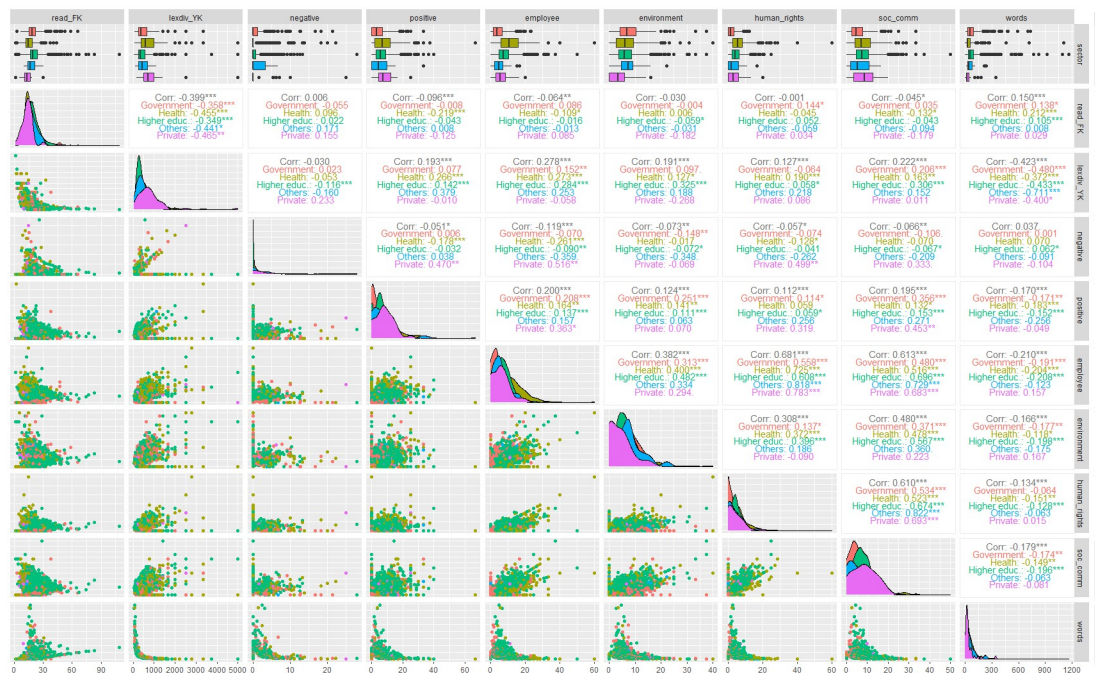 read_FK lexdiv_YK negative positive employee environment human_rights soc_comm words
sector
Corr: -0.399*** Corr: 0.006 Corr: -0.096*** Corr: -0.064** Corr: -0.030 Corr: -0.001 Corr: -0.045* Corr: 0.150***
Government: -0.358*** Government: -0.055 Government: -0.008 Government: 0.086 Government: -0.004 Government: 0.144* Government: 0.035 Government: 0.138*
Health: -0.455*** Health: 0.096 Health: -0.219*** Health: -0.109* Health: 0.006 Health: -0.045 Health: -0.132* Health: 0.212***
Higher educ.: -0.349*** Higher educ.: 0.022 Higher educ.: -0.043 Higher educ.: -0.016 Higher educ.: -0.059* Higher educ.: 0.052 Higher educ.: -0.043 Higher educ.: 0.105***
Others: -0.441* Others: 0.171 Others: 0.008 Others: -0.013 Others: -0.031 Others: -0.059 Others: -0.094 Others: 0.008
Private: -0.465** Private: 0.155 Private: -0.125 Private: 0.085 Private: -0.182 Private: 0.034 Private: -0.179 Private: 0.029
read_FK
Corr: -0.030 Corr: 0.193*** Corr: 0.278*** Corr: 0.191*** Corr: 0.127*** Corr: 0.222*** Corr: -0.423***
Government: 0.023 Government: 0.077 Government: 0.152** Government: 0.097 Government: -0.064 Government: 0.206*** Government: -0.480***
Health: -0.053 Health: 0.266*** Health: 0.273*** Health: 0.127* Health: 0.190*** Health: 0.163** Health: -0.372***
Higher educ.: -0.116*** Higher educ.: 0.142*** Higher educ.: 0.284*** Higher educ.: 0.325*** Higher educ.: 0.058* Higher educ.: 0.306*** Higher educ.: -0.433***
Others: -0.160 Others: 0.379 Others: 0.253 Others: 0.188 Others: 0.218 Others: 0.152 Others: -0.711***
Private: 0.233 Private: -0.010 Private: -0.058 Private: -0.268 Private: 0.086 Private: 0.011 Private: -0.400*
lexdiv_YK
Corr: -0.051* Corr: -0.119*** Corr: -0.073** Corr: -0.057* Corr: -0.066** Corr: 0.037
Government: 0.006 Government: -0.070 Government: -0.148** Government: -0.074 Government: -0.106. Government: 0.001
Health: -0.178*** Health: -0.261*** Health: -0.017 Health: -0.128* Health: -0.070 Health: 0.070
Higher educ.: -0.032 Higher educ.: -0.090** Higher educ.: -0.072* Higher educ.: -0.041 Higher educ.: -0.067* Higher educ.: 0.062*
Others: 0.038 Others: -0.359 Others: -0.348. Others: -0.262 Others: -0.209 Others: -0.091
Private: 0.470** Private: 0.516** Private: -0.069 Private: 0.499** Private: 0.333. Private: -0.104
negative
Corr: 0.200*** Corr: 0.124*** Corr: 0.112*** Corr: 0.195*** Corr: -0.170***
Government: 0.208*** Government: 0.251*** Government: 0.114* Government: 0.356*** Government: -0.171**
Health: 0.164** Health: 0.141** Health: 0.059 Health: 0.132* Health: -0.183***
Higher educ.: 0.137*** Higher educ.: 0.111*** Higher educ.: 0.059* Higher educ.: 0.153*** Higher educ.: -0.152***
Others: 0.157 Others: 0.063 Others: 0.256 Others: 0.271 Others: -0.256
Private: 0.363* Private: 0.070 Private: 0.319. Private: 0.453** Private: -0.049
positive
Corr: 0.382*** Corr: 0.681*** Corr: 0.613*** Corr: -0.210***
Government: 0.313*** Government: 0.558*** Government: 0.480*** Government: -0.191***
Health: 0.400*** Health: 0.725*** Health: 0.516*** Health: -0.204***
Higher educ.: 0.482*** Higher educ.: 0.608*** Higher educ.: 0.696*** Higher educ.: -0.208***
Others: 0.334. Others: 0.818*** Others: 0.729*** Others: -0.123
Private: 0.294. Private: 0.783*** Private: 0.683*** Private: 0.157
employee
Corr: 0.308*** Corr: 0.480*** Corr: -0.166***
Government: 0.137* Government: 0.371*** Government: -0.177**
Health: 0.372*** Health: 0.478*** Health: -0.118*
Higher educ.: 0.396*** Higher educ.: 0.567*** Higher educ.: -0.198***
Others: 0.186 Others: 0.360. Others: -0.175
Private: -0.090 Private: 0.223 Private: 0.167
environment
Corr: 0.610*** Corr: -0.134***
Government: 0.534*** Government: -0.064
Health: 0.523*** Health: -0.151**
Higher educ.: 0.674*** Higher educ.: -0.128***
Others: 0.822*** Others: -0.063
Private: 0.693*** Private: 0.015
human_rights
Corr: -0.179***
Government: -0.174**
Health: -0.149**
Higher educ.: -0.196***
Others: -0.063
Private: -0.081
soc_comm
words
0 25 50 75 100 0 1000 2000 3000 4000 5000 0 10 20 0 20 40 60 0 20 40 60 0 10 20 30 40 0 20 40 60 0 10 20 30 40 50 0 300 600 900 1200